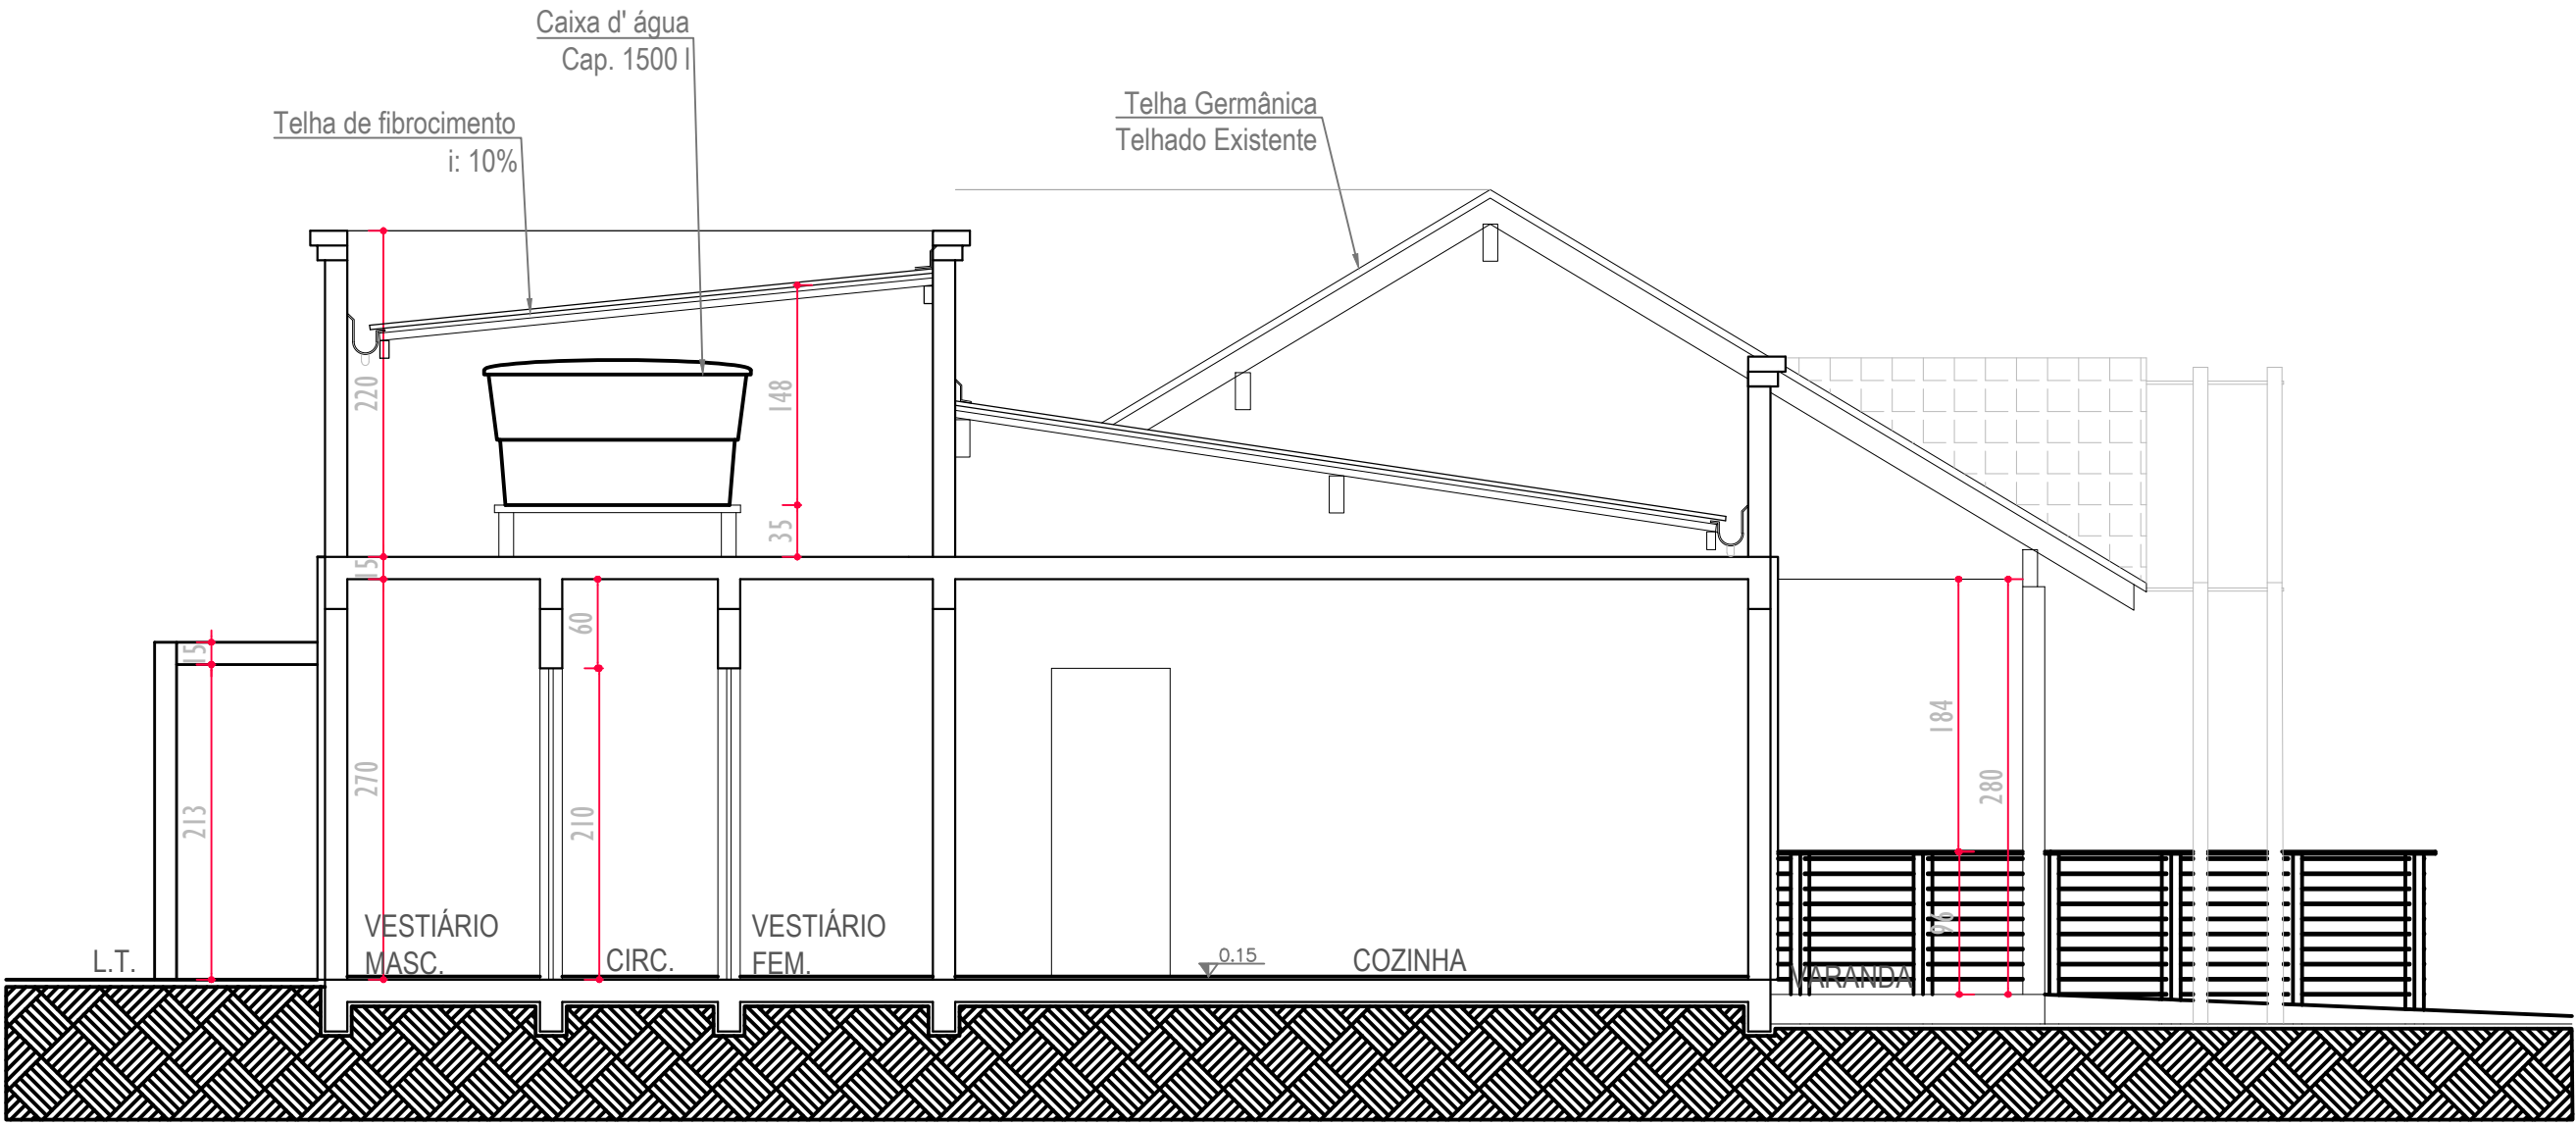 Caixa d' água
Cap. 1500 l
Telha de fibrocimento
i: 10%
Telha Germânica
Telhado Existente
220
148
35
15
60
15
270
213
210
184
280
96
VESTIÁRIO
MASC.
CIRC.
VESTIÁRIO
FEM.
L.T.
0.15
COZINHA
VARANDA